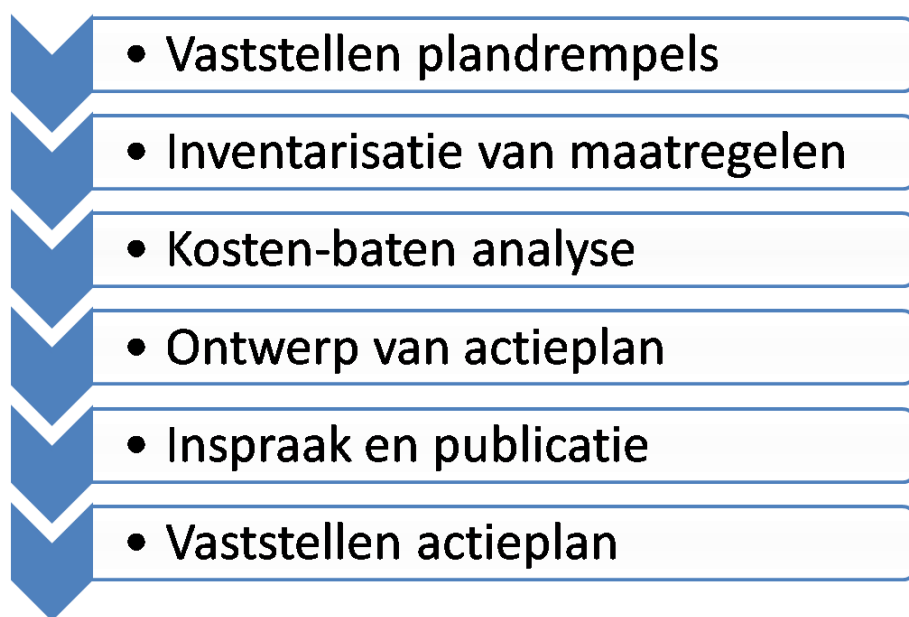 • Vaststellen plandrempels
• Inventarisatie van maatregelen
• Kosten-baten analyse
• Ontwerp van actieplan
• Inspraak en publicatie
• Vaststellen actieplan